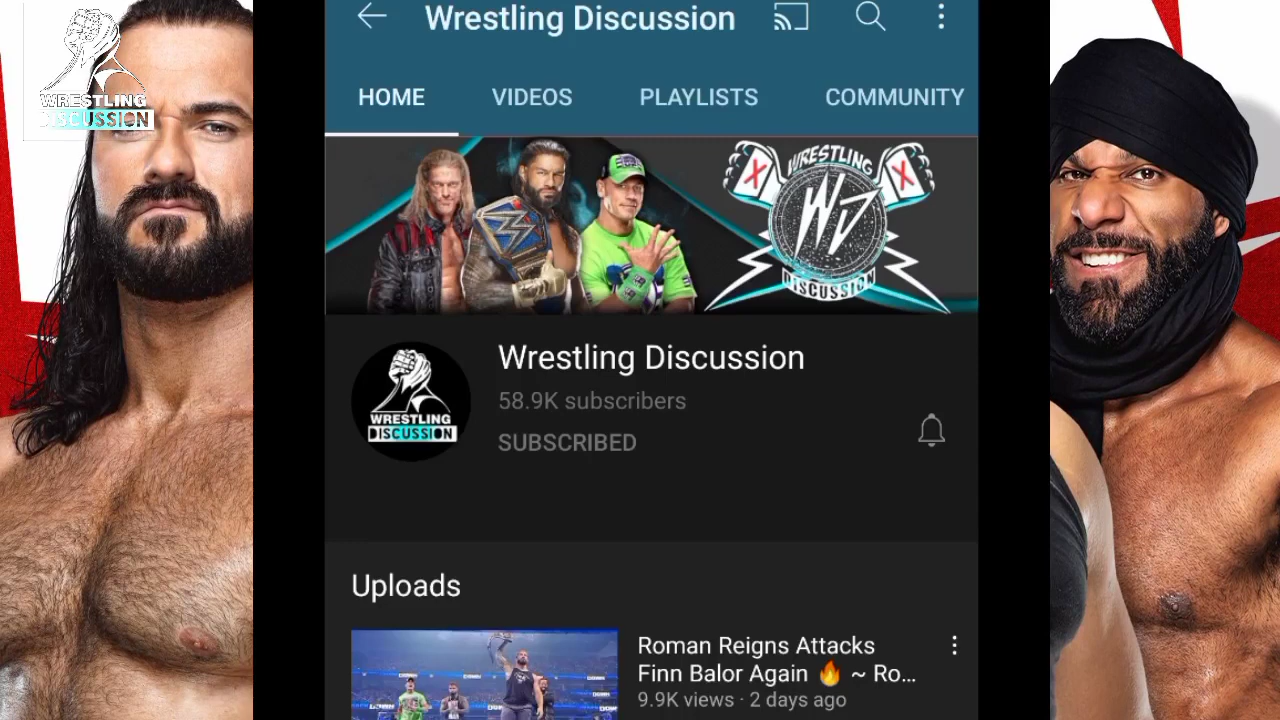 WRESTLING
DISCUSSION
Wrestling Discussion
HOME
VIDEOS
PLAYLISTS
COMMUNITY
WRESTLING
WD
DISCUSSION
WRESTLING
DISCUSSION
Wrestling Discussion
58.9K subscribers
SUBSCRIBED
Uploads
Roman Reigns Attacks
Finn Balor Again 🔥 ~ Ro...
9.9K views · 2 days ago